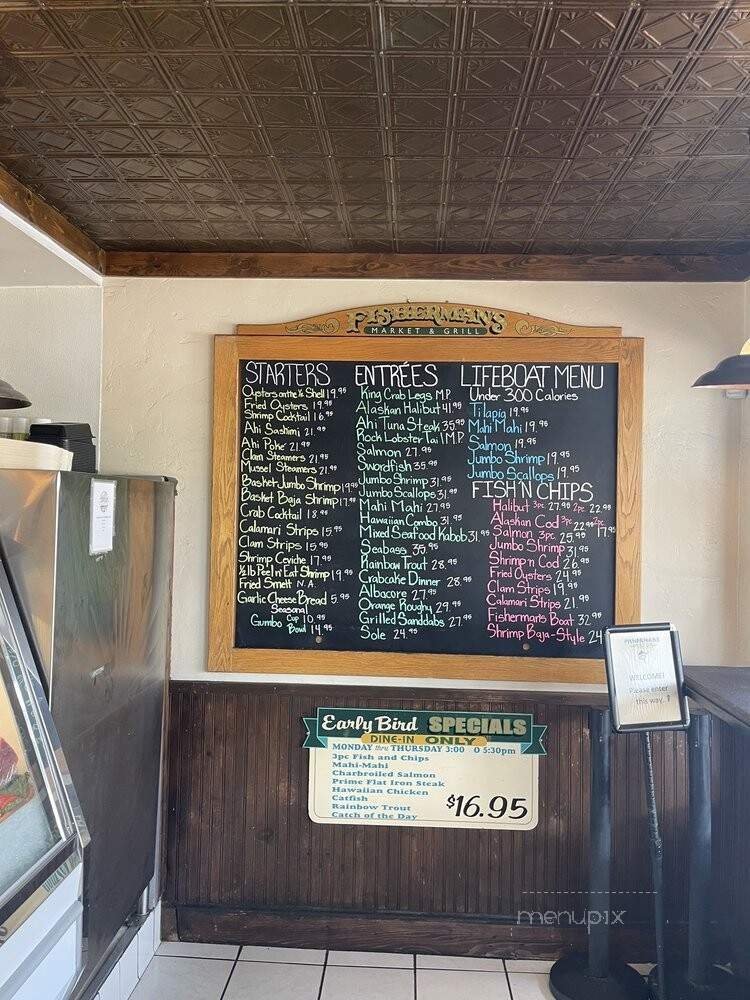 FISHERMAN'S
MARKET & GRILL
STARTERS
Oysters on the ½ Shell 19.95
Fried Oysters 19.95
Shrimp Cocktail 16.95
Ahi Sashimi 21.95
Ahi Poke 21.95
Clam Steamers 21.95
Mussel Steamers 21.95
Basket Jumbo Shrimp 19.95
Basket Baja Shrimp 17.95
Crab Cocktail 18.95
Calamari Strips 15.95
Clam Strips 15.95
Shrimp Ceviche 17.95
½ lb Peel n' Eat Shrimp 19.95
Fried Smelt N.A.
Garlic Cheese Bread 5.95
Seasonal
Gumbo Cup 10.95
Bowl 14.95
ENTRÉES
King Crab Legs M.P.
Alaskan Halibut 41.95
Ahi Tuna Steak 35.95
Rock Lobster Tail M.P.
Salmon 27.95
Swordfish 35.95
Jumbo Shrimp 31.95
Jumbo Scallops 31.95
Mahi Mahi 27.95
Hawaiian Combo 31.95
Mixed Seafood Kabob 31.95
Seabass 35.95
Rainbow Trout 28.95
Crabcake Dinner 28.95
Albacore 27.95
Orange Roughy 29.95
Grilled Sanddabs 27.95
Sole 24.95
LIFEBOAT MENU
Under 300 Calories
Tilapia 19.95
Mahi Mahi 19.95
Salmon 19.95
Jumbo Shrimp 19.95
Jumbo Scallops 19.95
FISH 'N CHIPS
Halibut 3pc 27.95 2pc 22.95
Alaskan Cod 3pc 22.95 2pc 17.95
Salmon 3pc 25.95
Jumbo Shrimp 31.95
Shrimp n Cod 26.95
Fried Oysters 24.95
Clam Strips 19.95
Calamari Strips 21.95
Fisherman's Boat 32.95
Shrimp Baja-Style 24
WELCOME!
Please enter
this way.
Early Bird SPECIALS
DINE-IN ONLY
MONDAY thru THURSDAY 3:00 O 5:30pm
3pc Fish and Chips
Mahi-Mahi
Charbroiled Salmon
Prime Flat Iron Steak
Hawaiian Chicken
Catfish
Rainbow Trout
Catch of the Day
$16.95
menupix